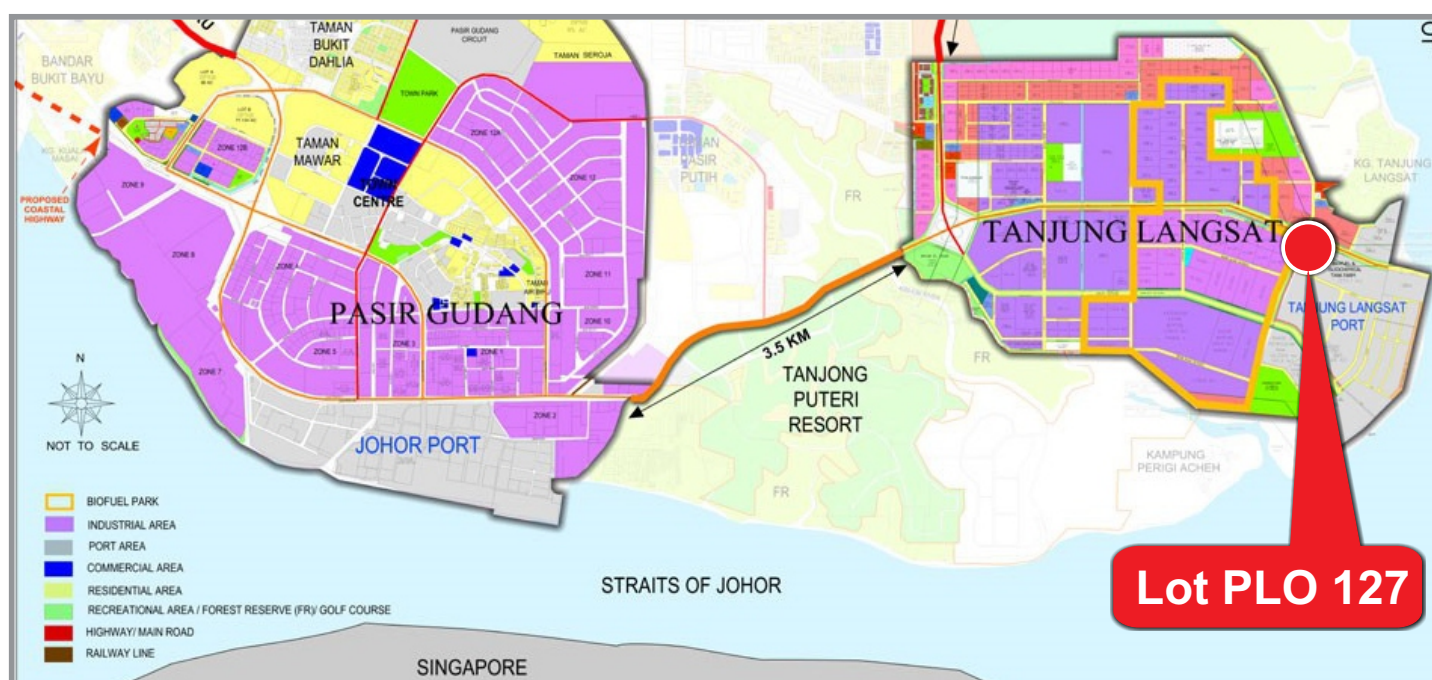 TAMAN
BUKIT
DAHLIA
PASIR GUDANG
CIRCUIT
TAMAN SEROJA
BANDAR
BUKIT BAYU
TOWN PARK
ZONE 12A
ZONE 12B
TAMAN
MAWAR
CENTRE
ZONE 12
PASIR
PUTIH
FR
KG. TANJUNG
LANGSAT
PROPOSED
COASTAL
HIGHWAY
ZONE 9
ZONE 8
ZONE 4
ZONE 11
TAMAN
PASIR GUDANG
TANJUNG LANGSAT
TANJUNG LANGSAT
PORT
ZONE 10
ZONE 5
ZONE 3
ZONE 1
ZONE 7
ZONE 2
3.5 KM
FR
TANJONG
PUTERI
RESORT
N
NOT TO SCALE
JOHOR PORT
KAMPUNG
PERIGI ACHEH
FR
BIOFUEL PARK
INDUSTRIAL AREA
PORT AREA
COMMERCIAL AREA
RESIDENTIAL AREA
RECREATIONAL AREA / FOREST RESERVE (FR)/ GOLF COURSE
HIGHWAY/ MAIN ROAD
RAILWAY LINE
STRAITS OF JOHOR
Lot PLO 127
SINGAPORE